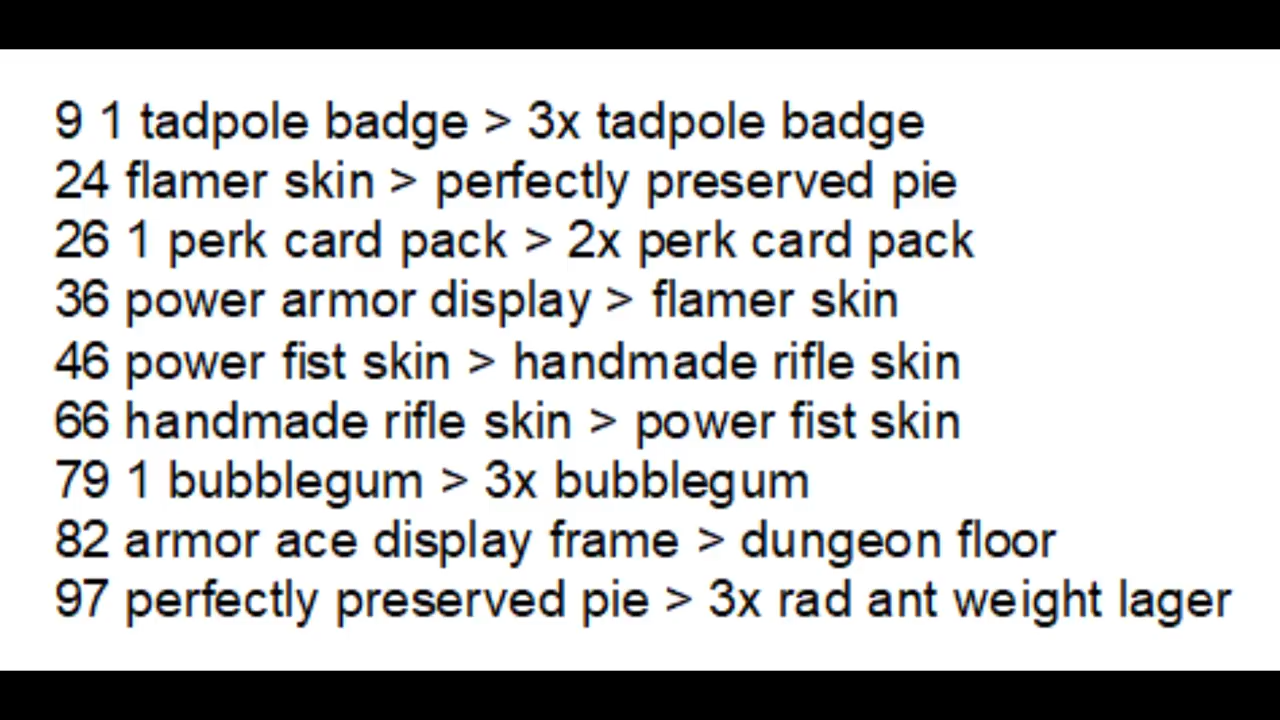 9 1 tadpole badge > 3x tadpole badge
24 flamer skin > perfectly preserved pie
26 1 perk card pack > 2x perk card pack
36 power armor display > flamer skin
46 power fist skin > handmade rifle skin
66 handmade rifle skin > power fist skin
79 1 bubblegum > 3x bubblegum
82 armor ace display frame > dungeon floor
97 perfectly preserved pie > 3x rad ant weight lager